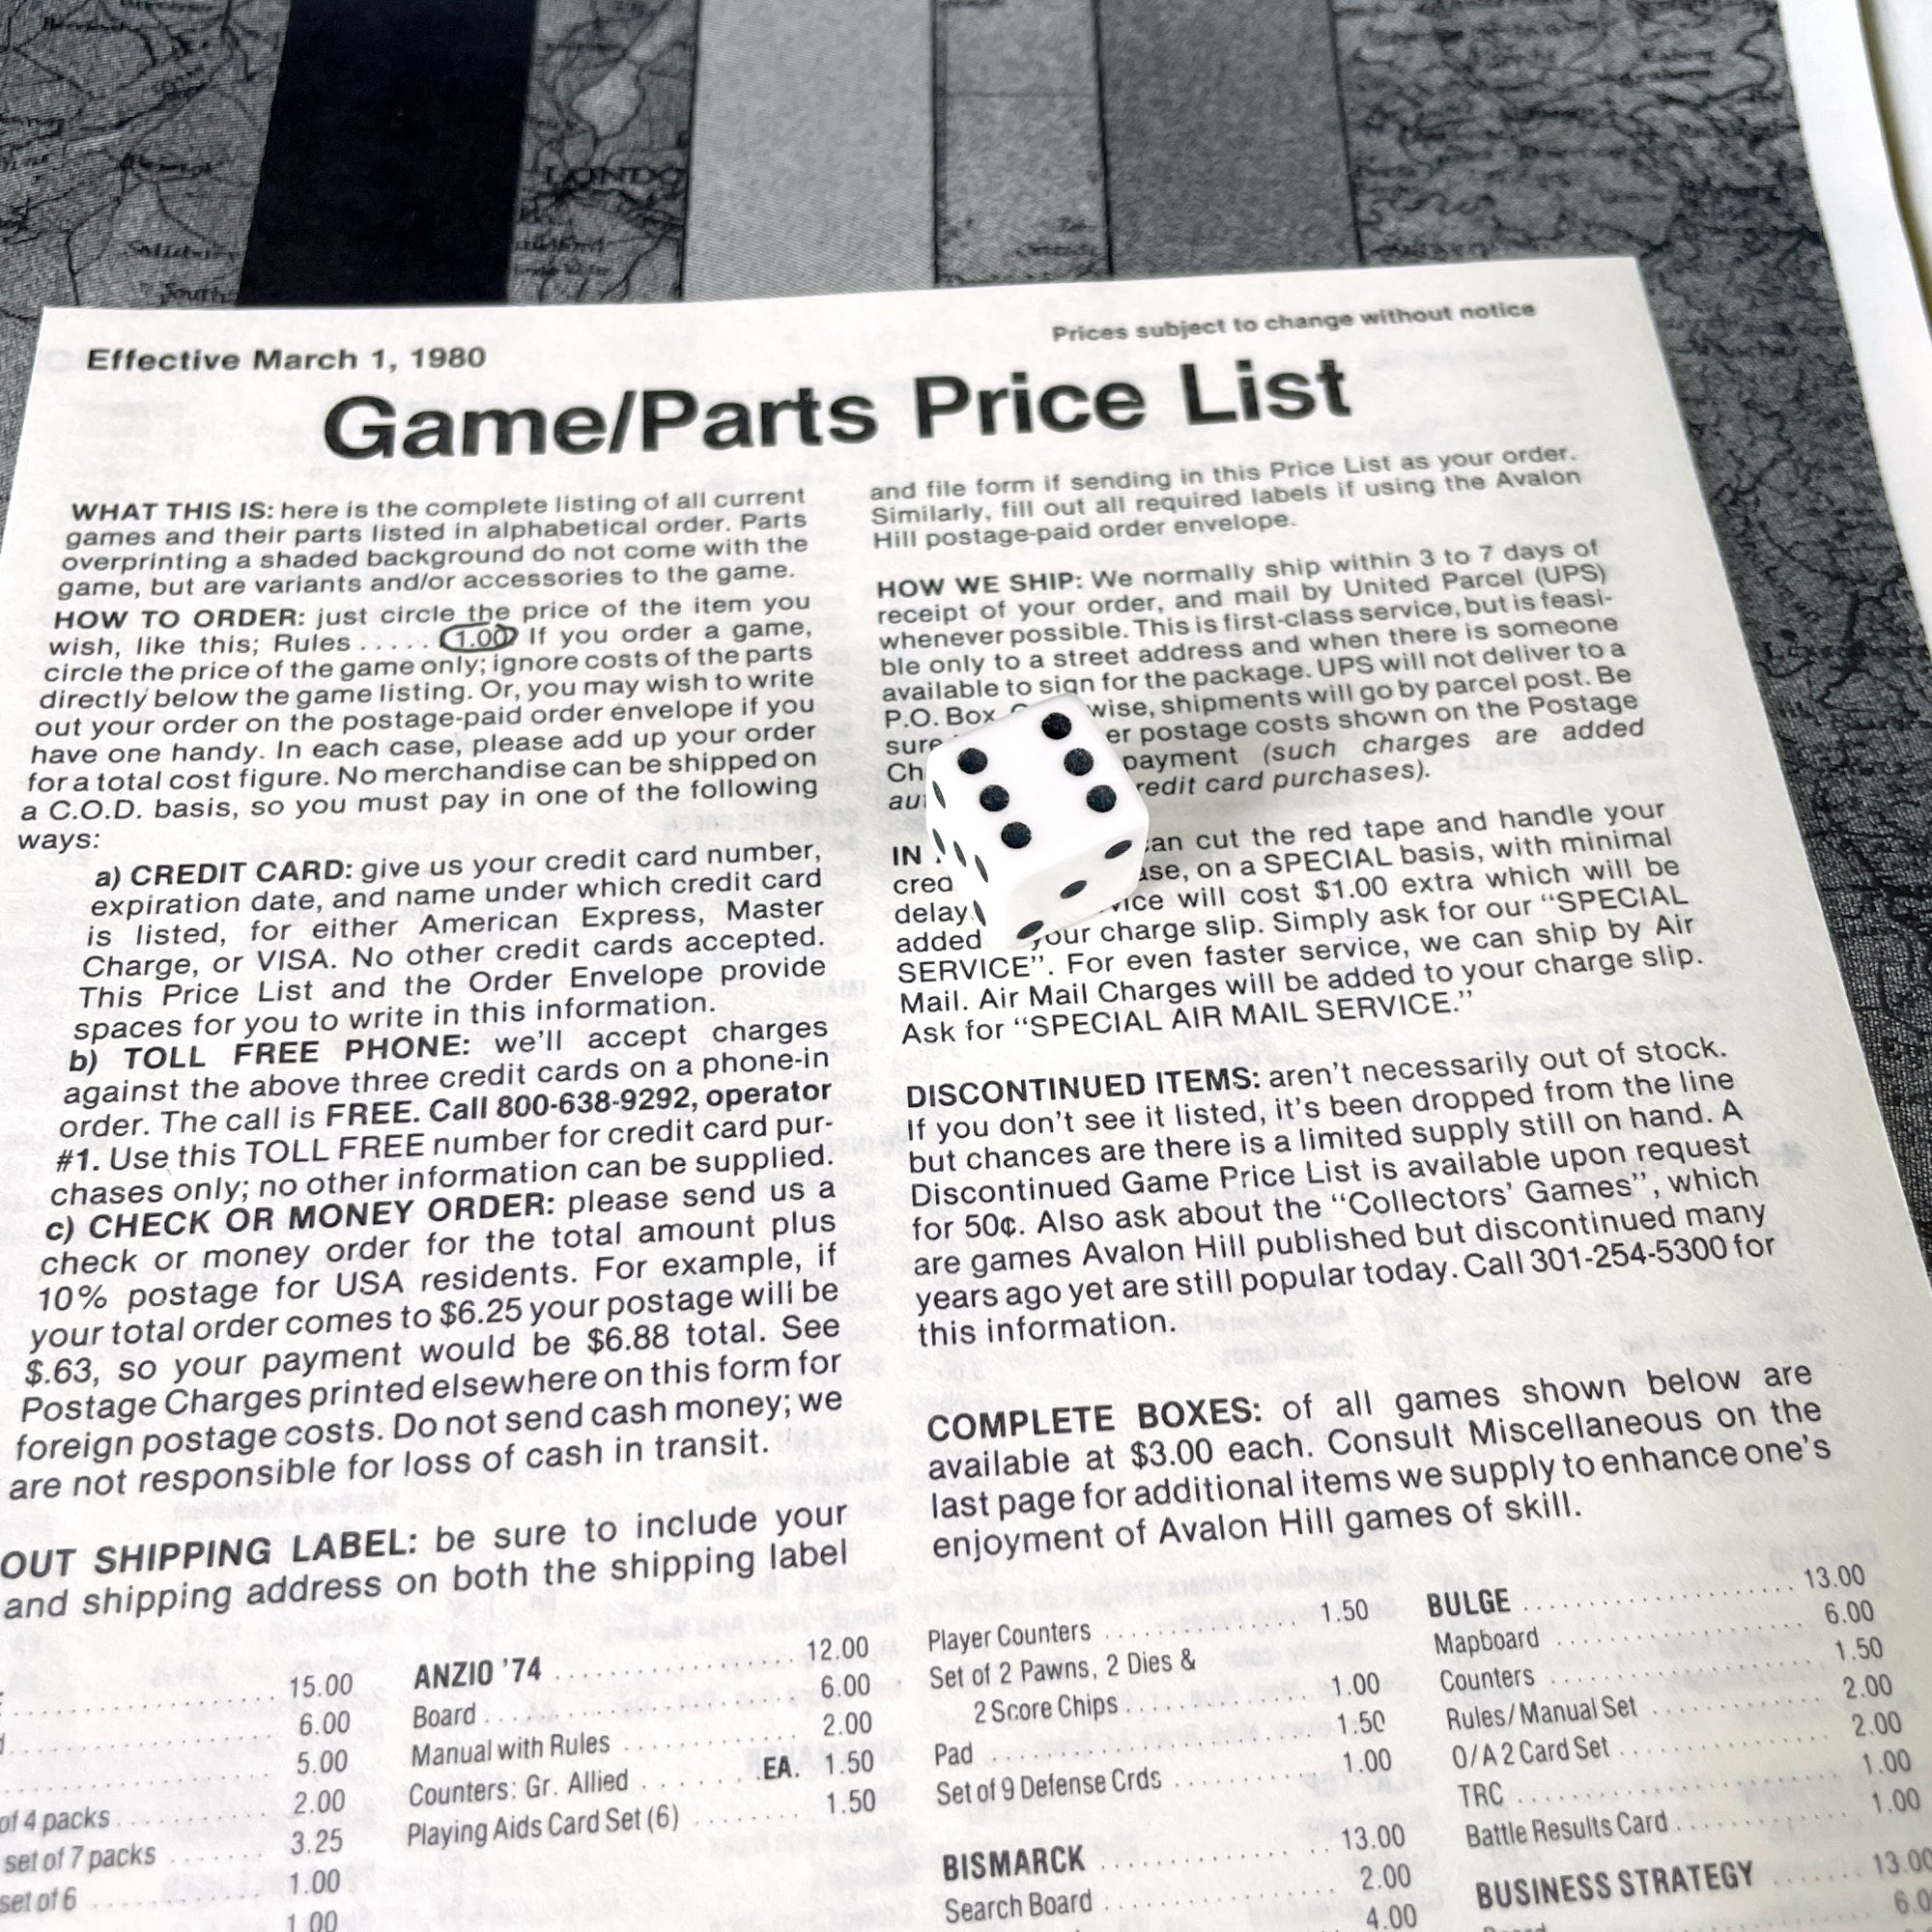 LONDO
Effective March 1, 1980
Prices subject to change without notice
Game/Parts Price List
WHAT THIS IS: here is the complete listing of all current
games and their parts listed in alphabetical order. Parts
overprinting a shaded background do not come with the
game, but are variants and/or accessories to the game.
HOW TO ORDER: just circle the price of the item you
wish, like this; Rules ..... 1.00 If you order a game,
circle the price of the game only; ignore costs of the parts
directly below the game listing. Or, you may wish to write
out your order on the postage-paid order envelope if you
have one handy. In each case, please add up your order
for a total cost figure. No merchandise can be shipped on
a C.O.D. basis, so you must pay in one of the following
ways:
a) CREDIT CARD: give us your credit card number,
expiration date, and name under which credit card
is listed, for either American Express, Master
Charge, or VISA. No other credit cards accepted.
This Price List and the Order Envelope provide
spaces for you to write in this information.
b) TOLL FREE PHONE: we'll accept charges
against the above three credit cards on a phone-in
order. The call is FREE. Call 800-638-9292, operator
#1. Use this TOLL FREE number for credit card pur-
chases only; no other information can be supplied.
c) CHECK OR MONEY ORDER: please send us a
check or money order for the total amount plus
10% postage for USA residents. For example, if
your total order comes to $6.25 your postage will be
$.63, so your payment would be $6.88 total. See
Postage Charges printed elsewhere on this form for
foreign postage costs. Do not send cash money; we
are not responsible for loss of cash in transit.
OUT SHIPPING LABEL: be sure to include your
and shipping address on both the shipping label
and file form if sending in this Price List as your order.
Similarly, fill out all required labels if using the Avalon
Hill postage-paid order envelope.
HOW WE SHIP: We normally ship within 3 to 7 days of
receipt of your order, and mail by United Parcel (UPS)
whenever possible. This is first-class service, but is feasi-
ble only to a street address and when there is someone
available to sign for the package. UPS will not deliver to a
P.O. Box. wise, shipments will go by parcel post. Be
sure er postage costs shown on the Postage
Ch payment (such charges are added
au redit card purchases).
IN can cut the red tape and handle your
cred ase, on a SPECIAL basis, with minimal
delay. vice will cost $1.00 extra which will be
added your charge slip. Simply ask for our "SPECIAL
SERVICE". For even faster service, we can ship by Air
Mail. Air Mail Charges will be added to your charge slip.
Ask for "SPECIAL AIR MAIL SERVICE."
DISCONTINUED ITEMS: aren't necessarily out of stock.
If you don't see it listed, it's been dropped from the line
but chances are there is a limited supply still on hand. A
Discontinued Game Price List is available upon request
for 50¢. Also ask about the "Collectors' Games", which
are games Avalon Hill published but discontinued many
years ago yet are still popular today. Call 301-254-5300 for
this information.
COMPLETE BOXES: of all games shown below are
available at $3.00 each. Consult Miscellaneous on the
last page for additional items we supply to enhance one's
enjoyment of Avalon Hill games of skill.
15.00
6.00
5.00
of 4 packs 2.00
set of 7 packs 3.25
set of 6 1.00
1.00
ANZIO '74 12.00
Board 6.00
Manual with Rules 2.00
Counters: Gr. Allied EA. 1.50
Playing Aids Card Set (6) 1.50
Player Counters 1.50
Set of 2 Pawns, 2 Dies &
2 Score Chips 1.00
Pad 1.50
Set of 9 Defense Crds 1.00
BISMARCK 13.00
Search Board 2.00
4.00
BULGE 13.00
Mapboard 6.00
Counters 1.50
Rules/Manual Set 2.00
O/A 2 Card Set 2.00
TRC 1.00
Battle Results Card 1.00
BUSINESS STRATEGY 13.00
6.0